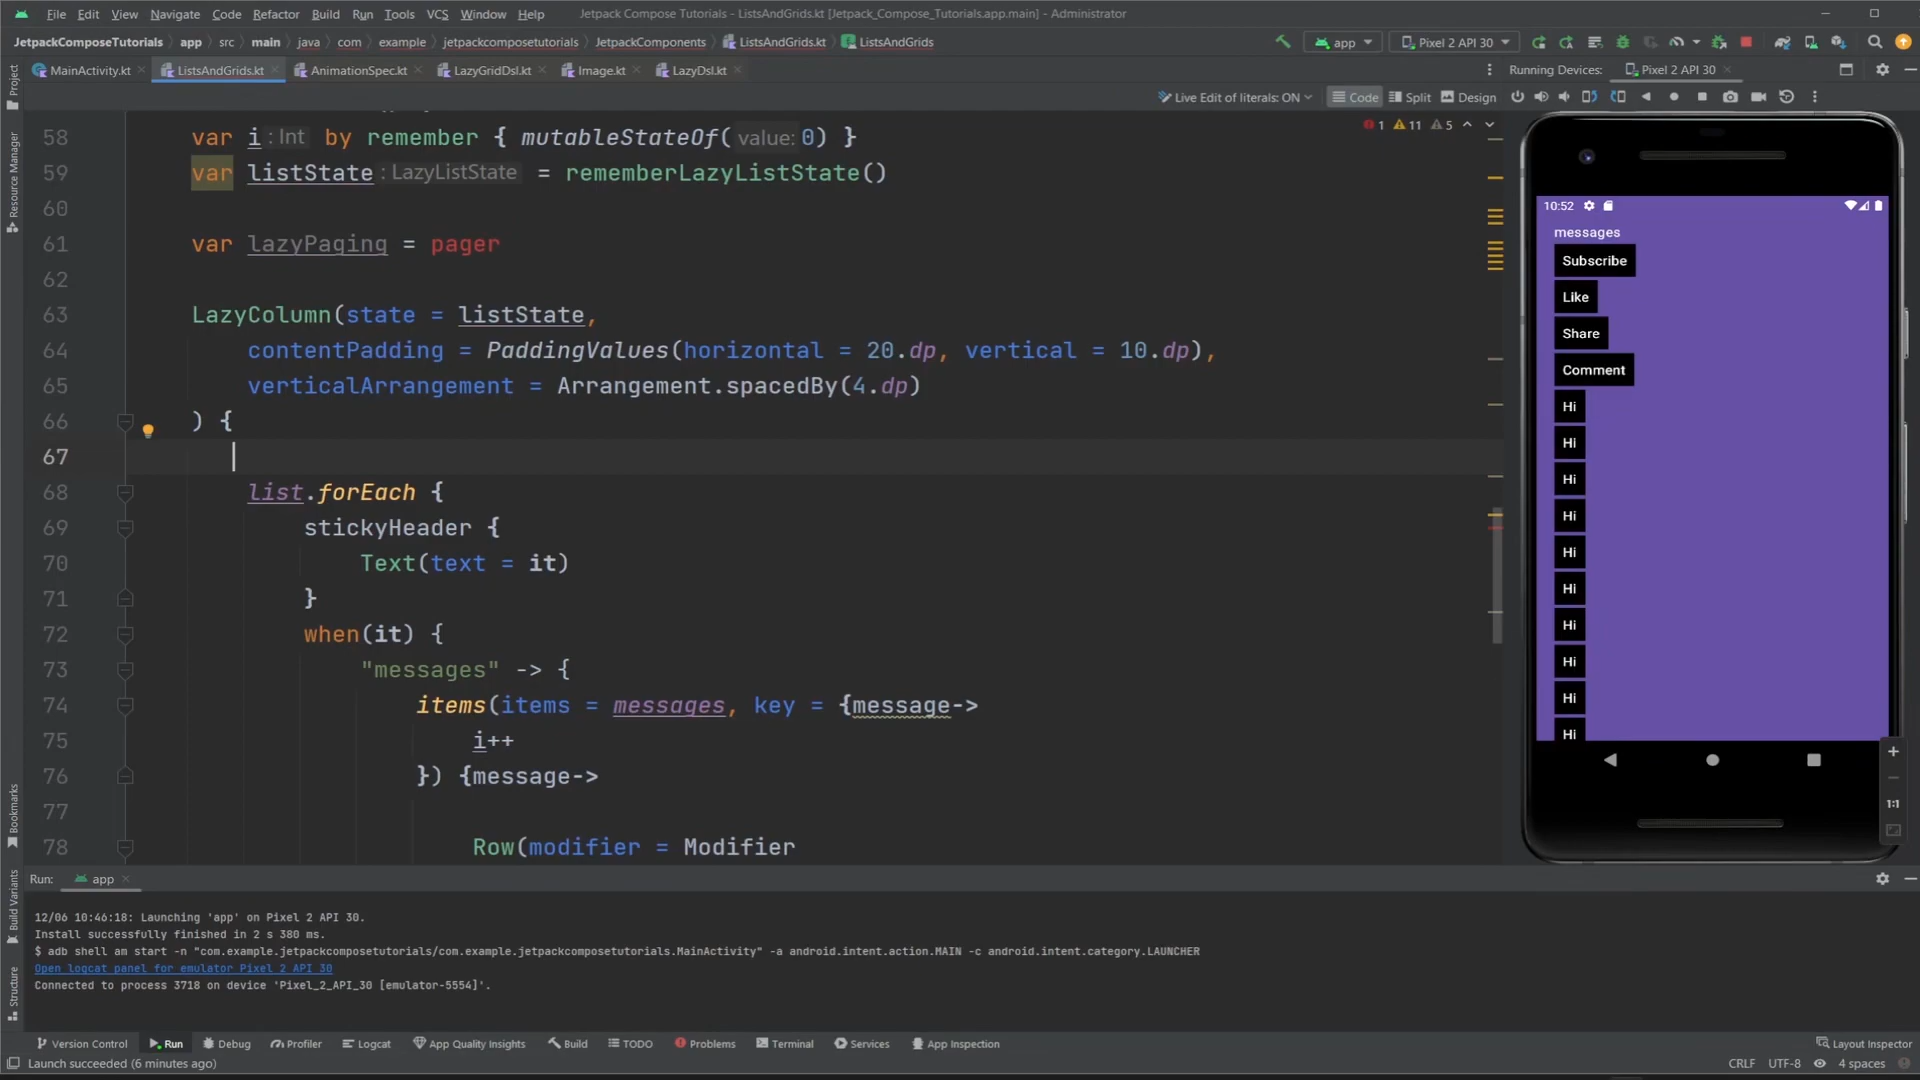 File Edit View Navigate Code Refactor Build Run Tools VCS Window Help Jetpack Compose Tutorials - ListsAndGrids.kt [Jetpack_Compose_Tutorials.app.main] - Administrator
JetpackComposeTutorials app src main java com example jetpackcomposetutorials JetpackComponents ListsAndGrids.kt ListsAndGrids app Pixel 2 API 30
MainActivity.kt ListsAndGrids.kt AnimationSpec.kt LazyGridDsl.kt Image.kt LazyDsl.kt Running Devices: Pixel 2 API 30
Live Edit of literals: ON Code Split Design
1 11 5
Project
Resource Manager
Bookmarks
Build Variants
Structure
58 var i : Int by remember { mutableStateOf( value: 0) }
59 var listState : LazyListState = rememberLazyListState()
60
61 var lazyPaging = pager
62
63 LazyColumn(state = listState,
64 contentPadding = PaddingValues(horizontal = 20.dp, vertical = 10.dp),
65 verticalArrangement = Arrangement.spacedBy(4.dp)
66 ) {
67
68 list.forEach {
69 stickyHeader {
70 Text(text = it)
71 }
72 when(it) {
73 "messages" -> {
74 items(items = messages, key = {message->
75 i++
76 }) {message->
77
78 Row(modifier = Modifier
10:52
messages
Subscribe
Like
Share
Comment
Hi
Hi
Hi
Hi
Hi
Hi
Hi
Hi
Hi
Hi
1:1
Run: app
12/06 10:46:18: Launching 'app' on Pixel 2 API 30.
Install successfully finished in 2 s 380 ms.
$ adb shell am start -n "com.example.jetpackcomposetutorials/com.example.jetpackcomposetutorials.MainActivity" -a android.intent.action.MAIN -c android.intent.category.LAUNCHER
Open logcat panel for emulator Pixel 2 API 30
Connected to process 3718 on device 'Pixel_2_API_30 [emulator-5554]'.
Version Control Run Debug Profiler Logcat App Quality Insights Build TODO Problems Terminal Services App Inspection Layout Inspector
Launch succeeded (6 minutes ago) CRLF UTF-8 4 spaces